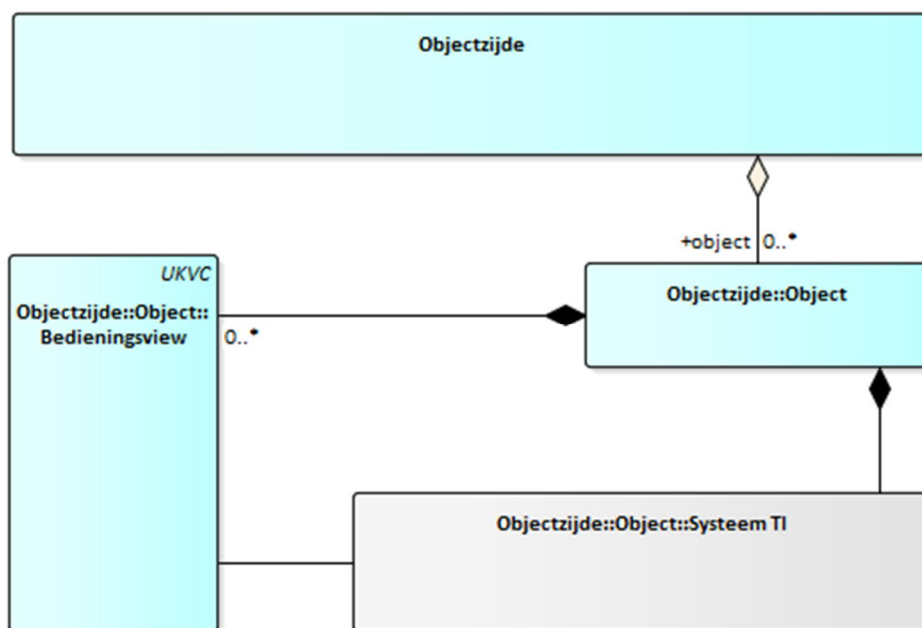 Objectzijde
+object 0..*
UKVC
Objectzijde::Object::
Bedieningsview
0..*
Objectzijde::Object
Objectzijde::Object::Systeem TI